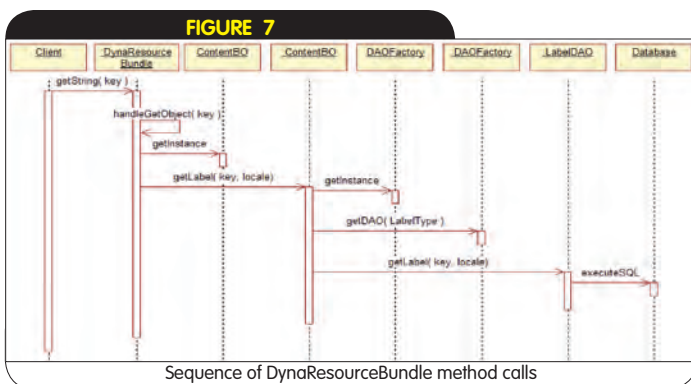 FIGURE 7
Client DynaResource Bundle ContentBO ContentBO DAOFactory DAOFactory LabelDAO Database
getString( key )
handleGetObject( key )
getInstance
getLabel( key, locale)
getInstance
getDAO( LabelType )
getLabel( key, locale)
executeSQL
Sequence of DynaResourceBundle method calls